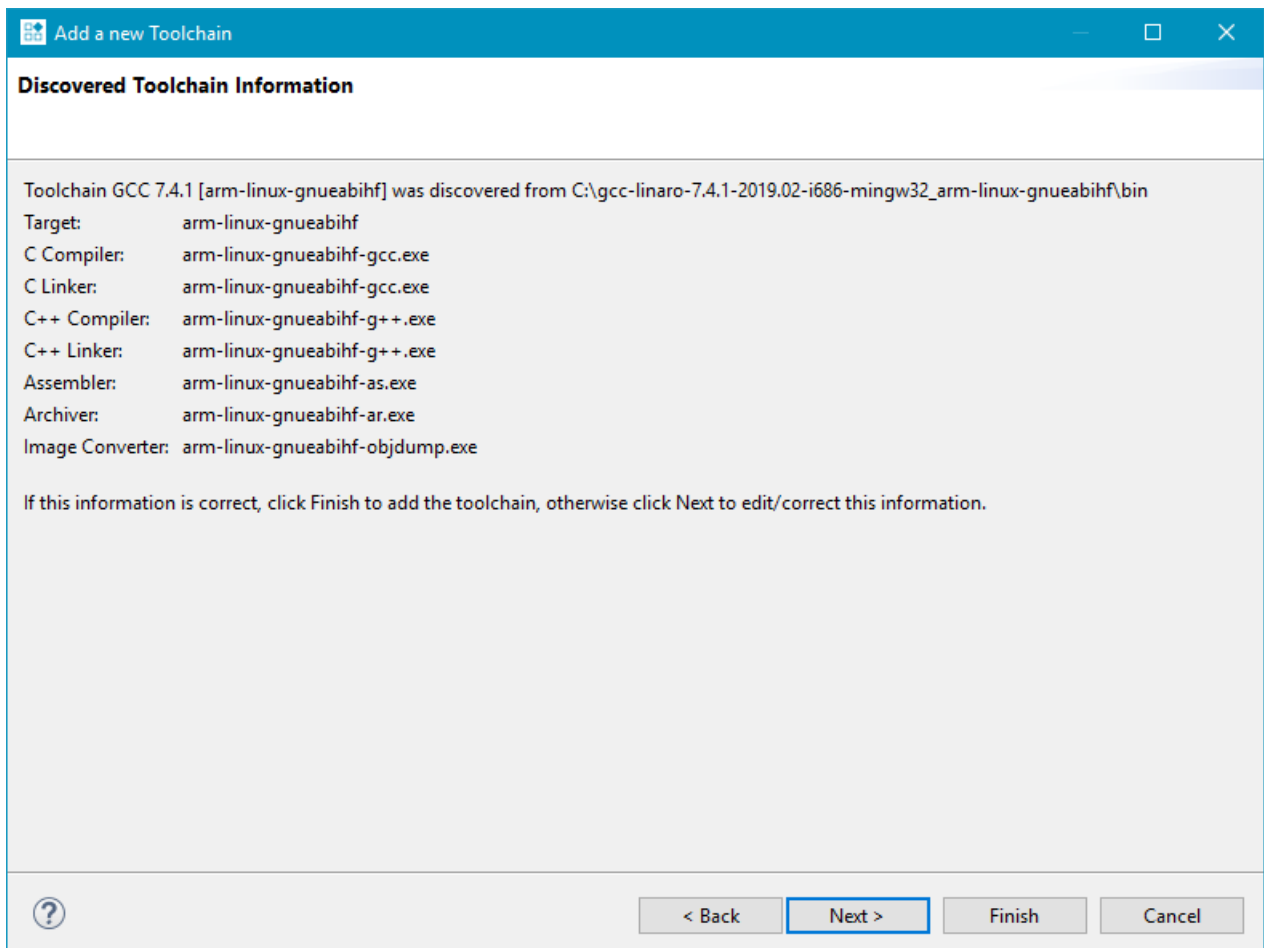 Add a new Toolchain
Discovered Toolchain Information
Toolchain GCC 7.4.1 [arm-linux-gnueabihf] was discovered from C:\gcc-linaro-7.4.1-2019.02-i686-mingw32_arm-linux-gnueabihf\bin
Target: arm-linux-gnueabihf
C Compiler: arm-linux-gnueabihf-gcc.exe
C Linker: arm-linux-gnueabihf-gcc.exe
C++ Compiler: arm-linux-gnueabihf-g++.exe
C++ Linker: arm-linux-gnueabihf-g++.exe
Assembler: arm-linux-gnueabihf-as.exe
Archiver: arm-linux-gnueabihf-ar.exe
Image Converter: arm-linux-gnueabihf-objdump.exe
If this information is correct, click Finish to add the toolchain, otherwise click Next to edit/correct this information.
? < Back Next > Finish Cancel